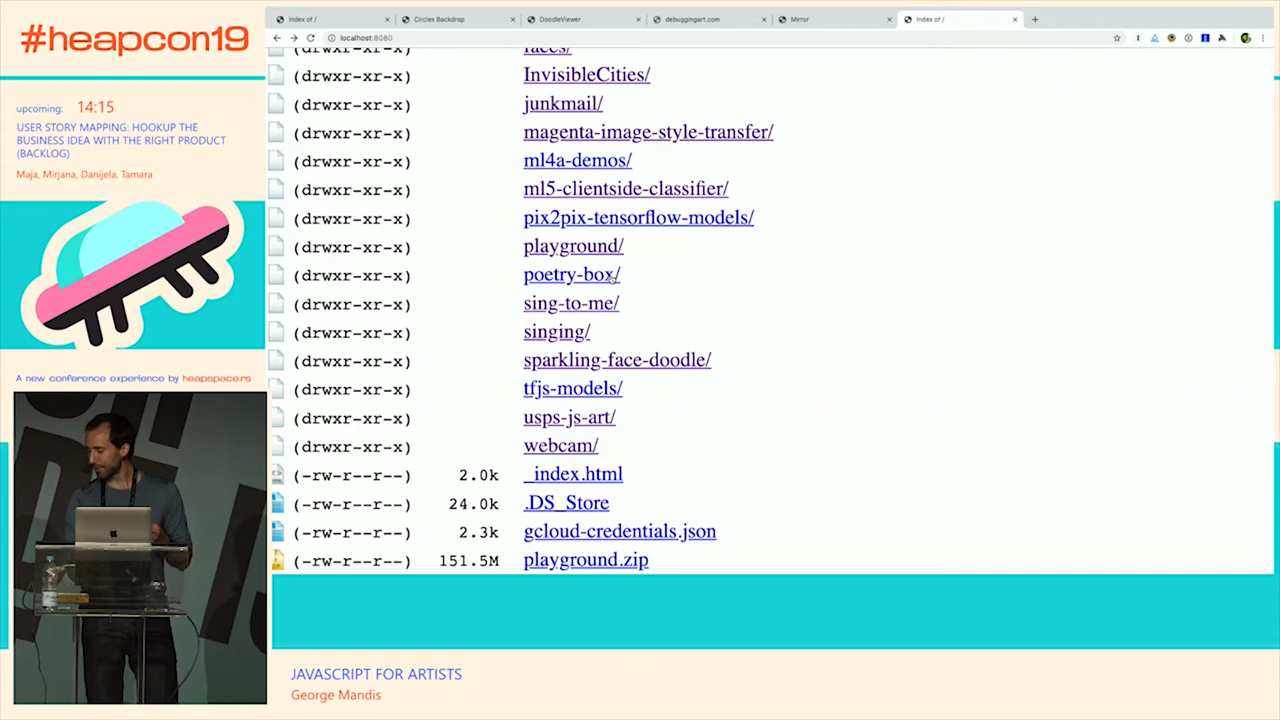 #heapcon19
upcoming: 14:15
USER STORY MAPPING: HOOKUP THE
BUSINESS IDEA WITH THE RIGHT PRODUCT
(BACKLOG)
Maja, Mirjana, Danijela, Tamara
A new conference experience by heapspace.rs
Index of /
Circles Backdrop
DoodleViewer
debuggingart.com
Mirror
Index of /
localhost:8080
faces/
(drwxr-xr-x) InvisibleCities/
(drwxr-xr-x) junkmail/
(drwxr-xr-x) magenta-image-style-transfer/
(drwxr-xr-x) ml4a-demos/
(drwxr-xr-x) ml5-clientside-classifier/
(drwxr-xr-x) pix2pix-tensorflow-models/
(drwxr-xr-x) playground/
(drwxr-xr-x) poetry-box/
(drwxr-xr-x) sing-to-me/
(drwxr-xr-x) singing/
(drwxr-xr-x) sparkling-face-doodle/
(drwxr-xr-x) tfjs-models/
(drwxr-xr-x) usps-js-art/
(drwxr-xr-x) webcam/
(-rw-r--r--) 2.0k _index.html
(-rw-r--r--) 24.0k .DS_Store
(-rw-r--r--) 2.3k gcloud-credentials.json
(-rw-r--r--) 151.5M playground.zip
JAVASCRIPT FOR ARTISTS
George Mandis